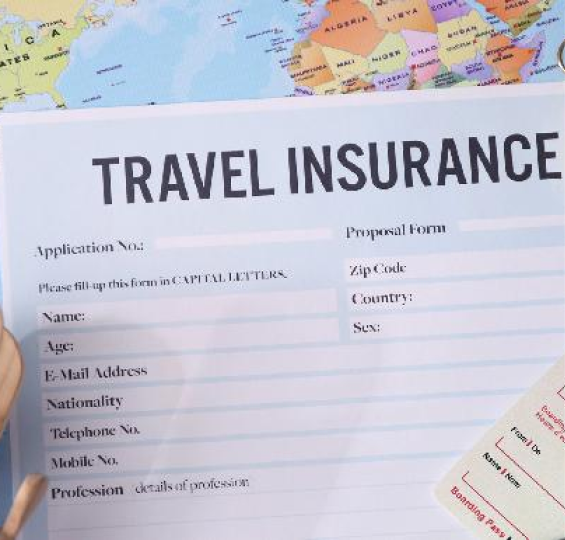 I C A
ATES
ALGERIA
LIBYA
EGYPT
MALI
NIGER
CHAD
SUDAN
NIGERIA
TRAVEL INSURANCE
Application No.:
Proposal Form
Please fill-up this form in CAPITAL LETTERS.
Zip Code
Name:
Country:
Age:
Sex:
E-Mail Address
Nationality
Telephone No.
Mobile No.
Profession details of profession
From | De
Name | Nom
Boarding Pass